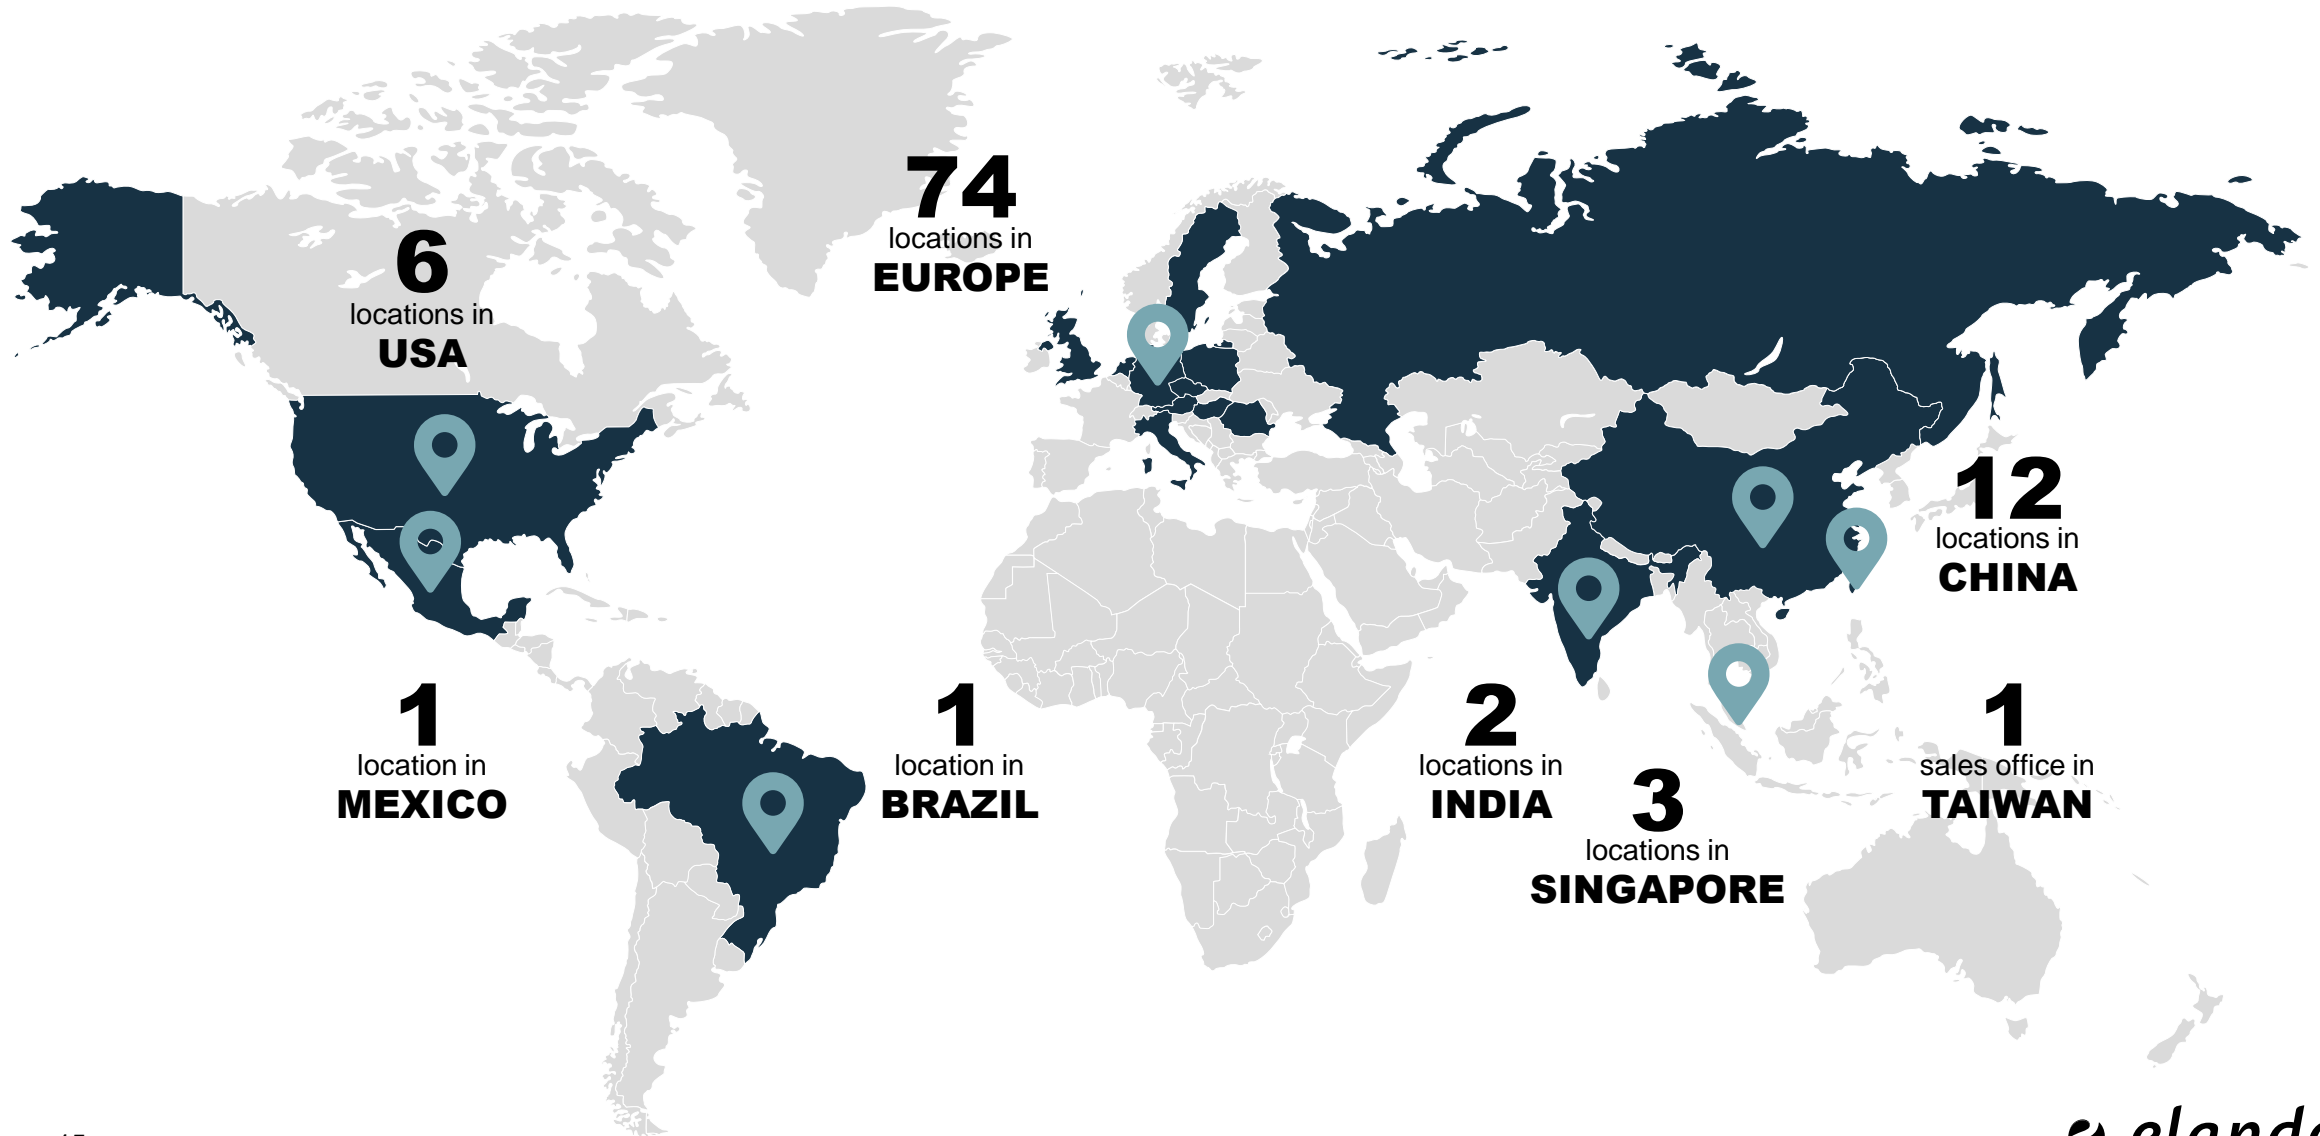 74
locations in
EUROPE
6
locations in
USA
12
locations in
CHINA
1
location in
MEXICO
1
location in
BRAZIL
2
locations in
INDIA
3
locations in
SINGAPORE
1
sales office in
TAIWAN